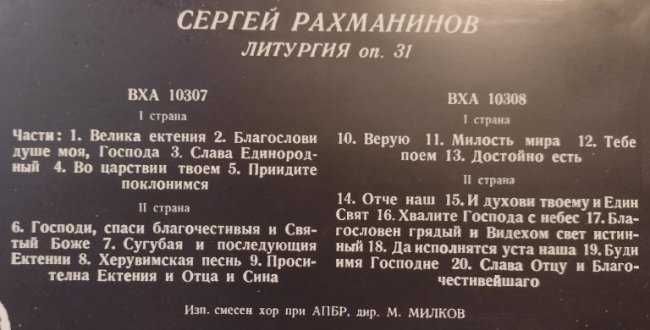 СЕРГЕЙ РАХМАНИНОВ
ЛИТУРГИЯ оп. 31
ВХА 10307
I страна
Части: 1. Велика ектения 2. Благослови
душе моя, Господа 3. Слава Единород-
ный 4. Во царствии твоем 5. Приидите
поклонимся
II страна
6. Господи, спаси благочестивыя и Свя-
тый Боже 7. Сугубая и последующия
Ектении 8. Херувимская песнь 9. Проси-
телна Ектения и Отца и Сина
ВХА 10308
I страна
10. Верую 11. Милость мира 12. Тебе
поем 13. Достойно есть
II страна
14. Отче наш 15. И духови твоему и Един
Свят 16. Хвалите Господа с небес 17. Бла-
гословен грядый и Видехом свет истин-
ный 18. Да исполнятся уста наша 19. Буди
имя Господне 20. Слава Отцу и Благо-
честивейшаго
Изп. смесен хор при АПБР. дир. М. МИЛКОВ